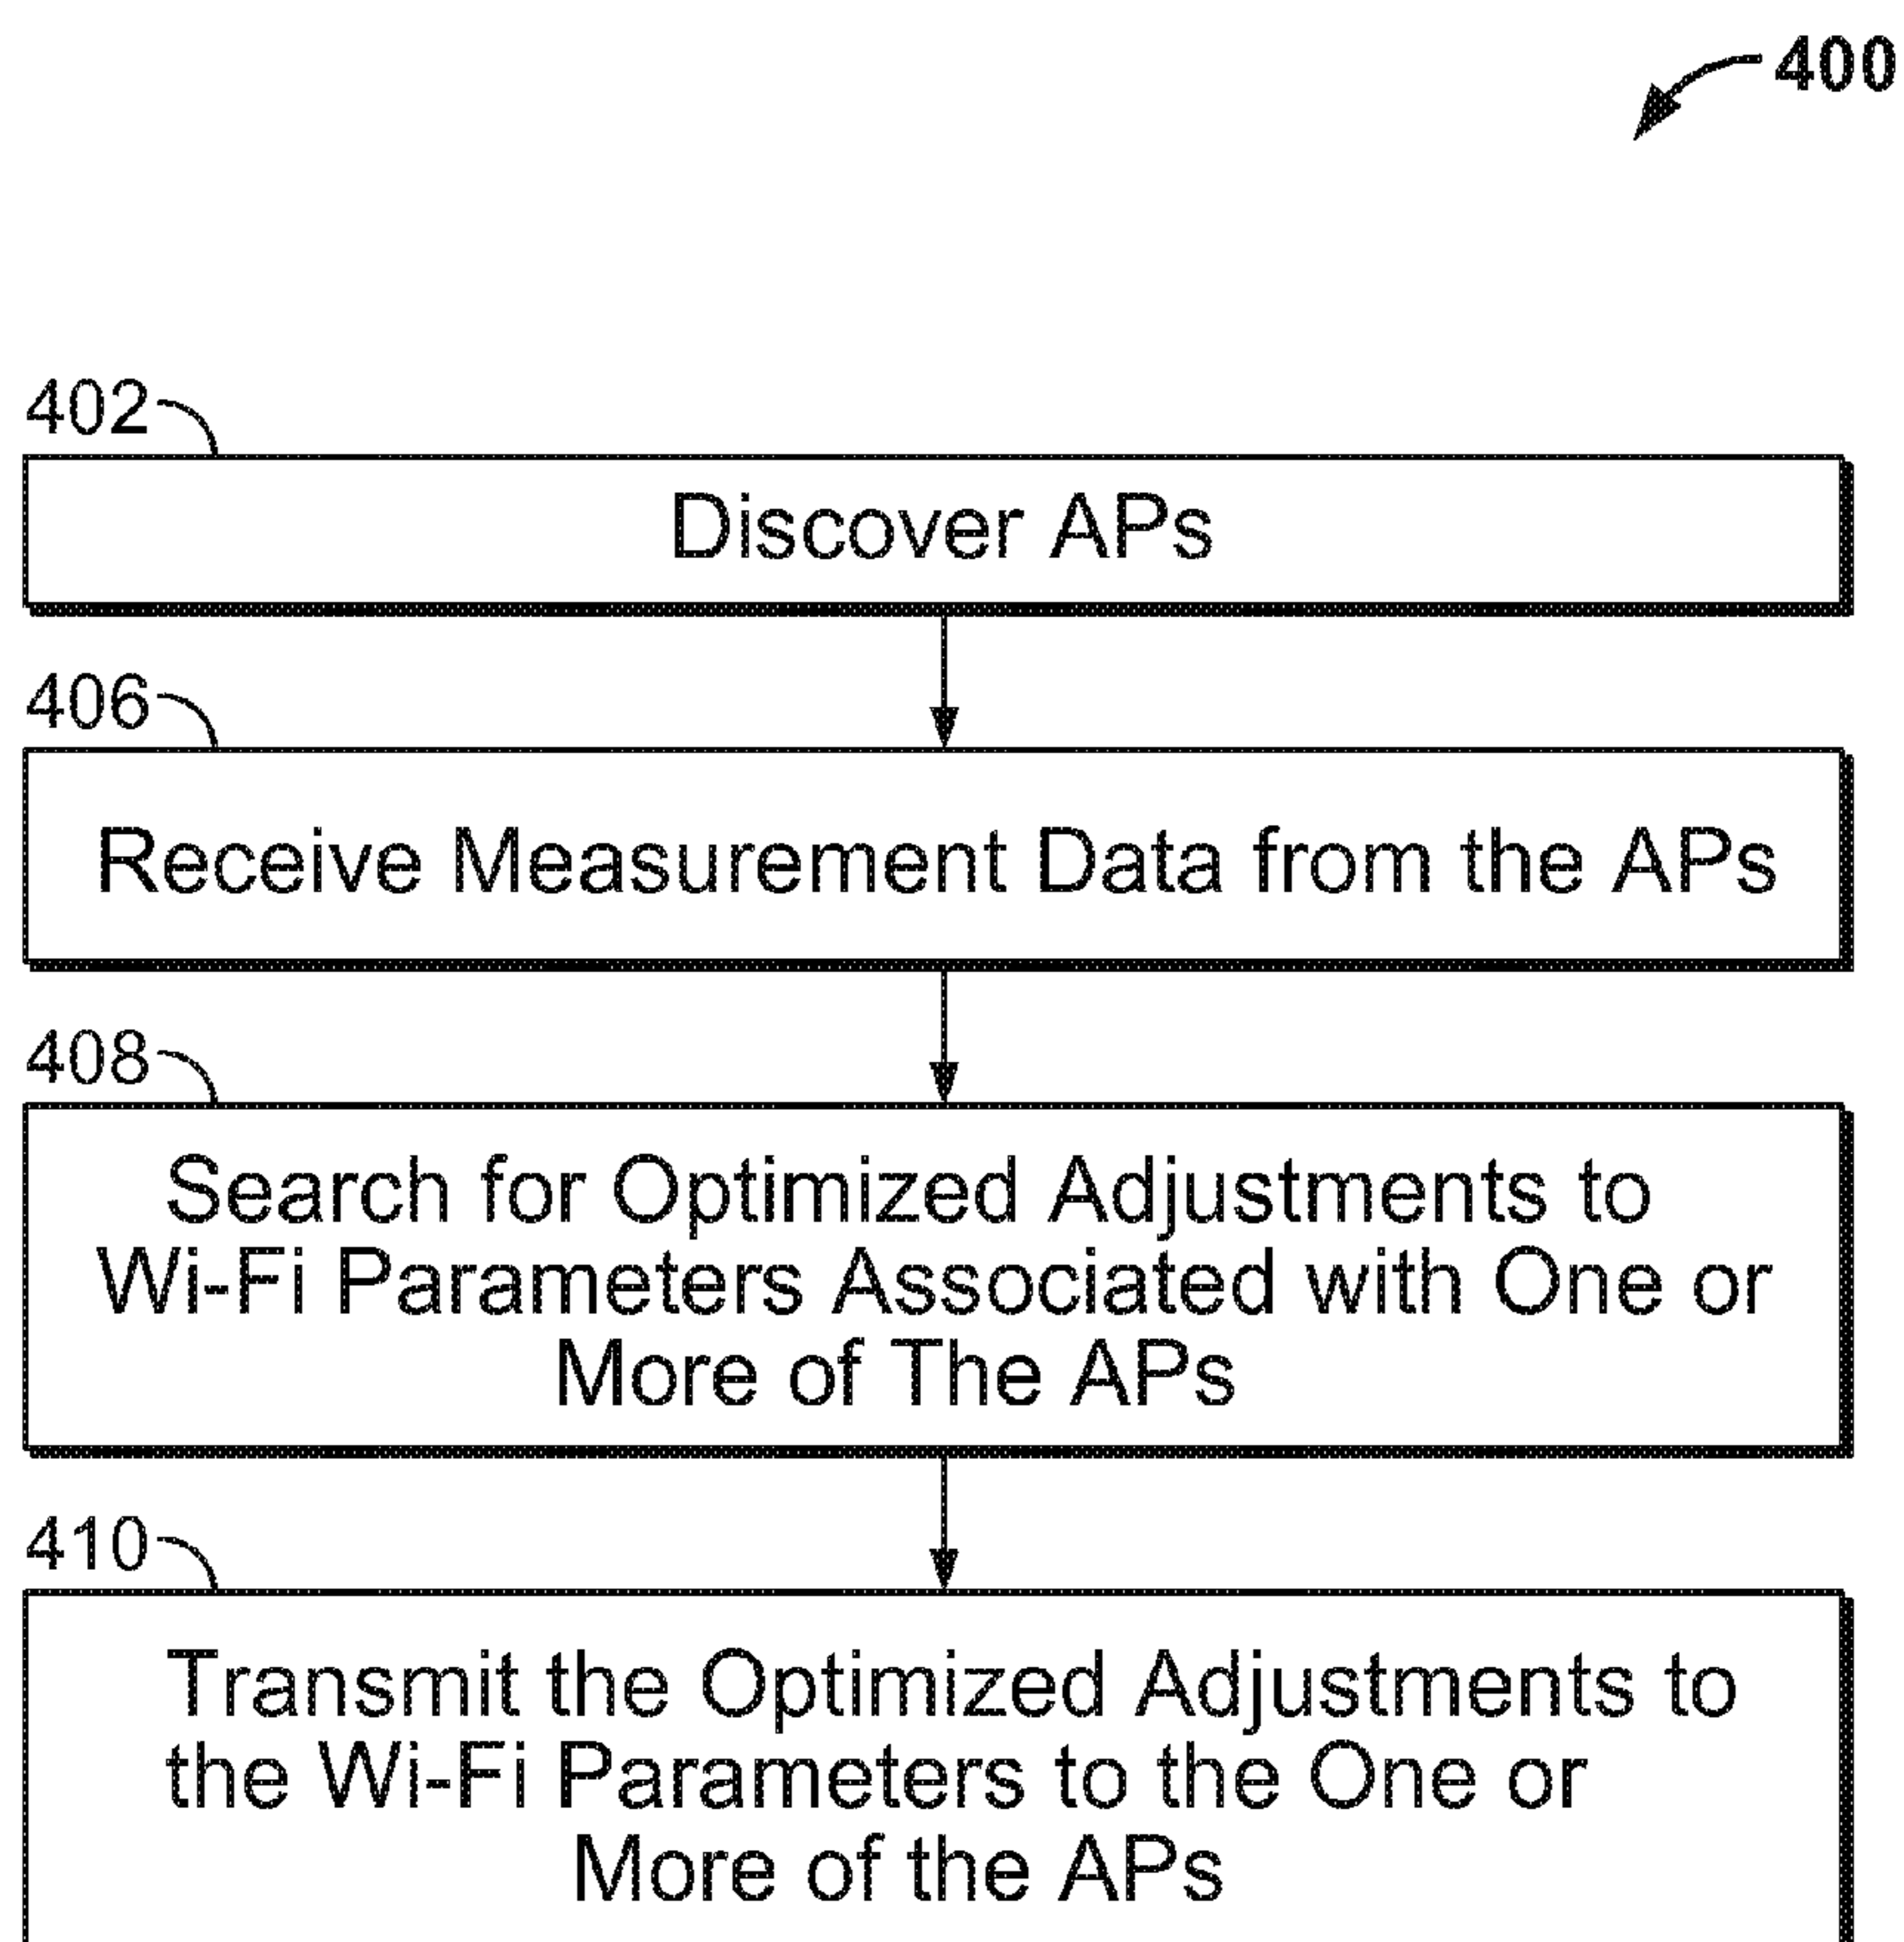 400
402
Discover APs
406
Receive Measurement Data from the APs
408
Search for Optimized Adjustments to
Wi-Fi Parameters Associated with One or
More of The APs
410
Transmit the Optimized Adjustments to
the Wi-Fi Parameters to the One or
More of the APs